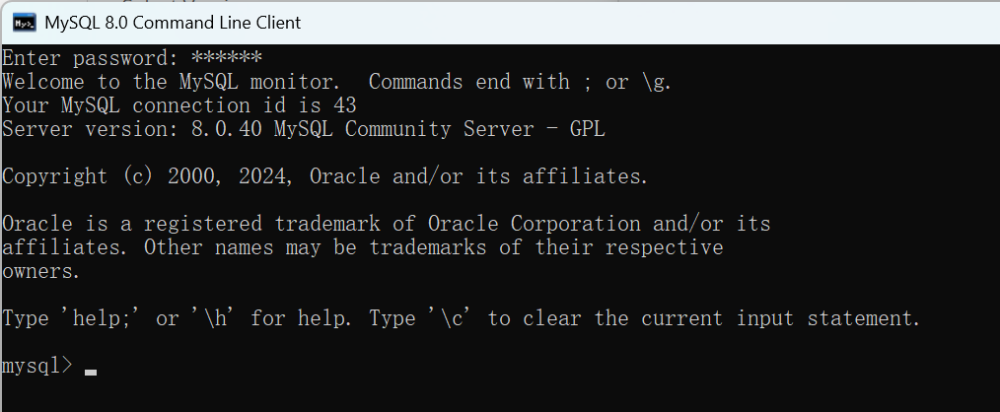 MySQL 8.0 Command Line Client
Enter password: ******
Welcome to the MySQL monitor.  Commands end with ; or \g.
Your MySQL connection id is 43
Server version: 8.0.40 MySQL Community Server - GPL
Copyright (c) 2000, 2024, Oracle and/or its affiliates.
Oracle is a registered trademark of Oracle Corporation and/or its
affiliates. Other names may be trademarks of their respective
owners.
Type 'help;' or '\h' for help. Type '\c' to clear the current input statement.
mysql>